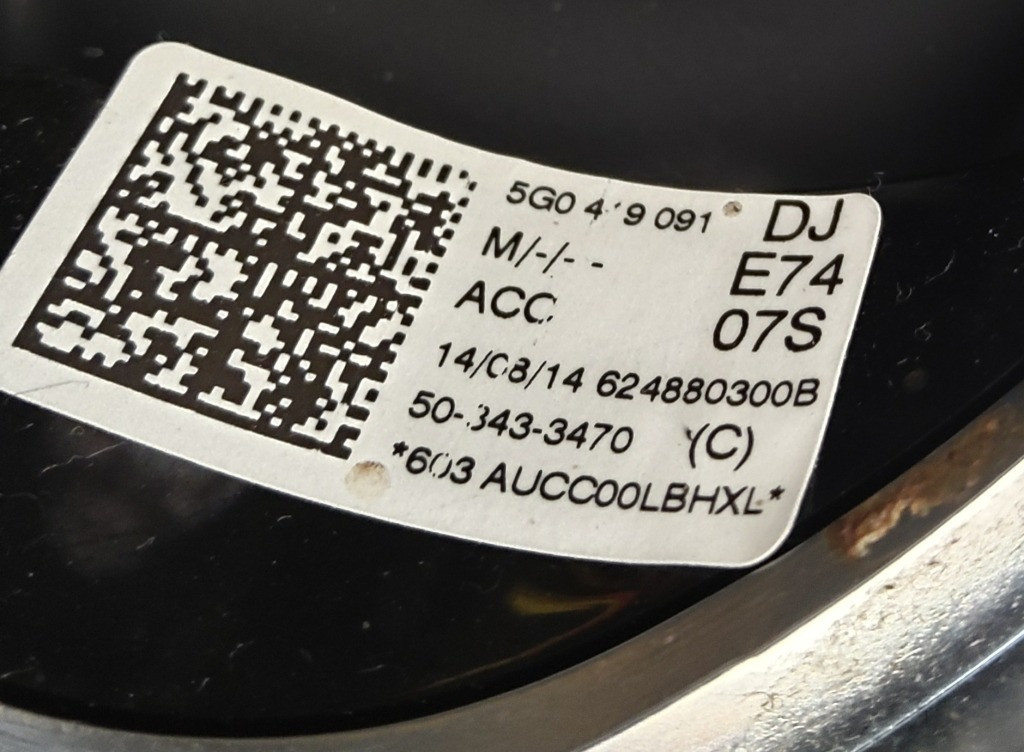 5G0 419 091 DJ
M/-/- - E74
ACC 07S
14/08/14 624880300B
50-343-3470 (C)
*603 AUCC00LBHXL*